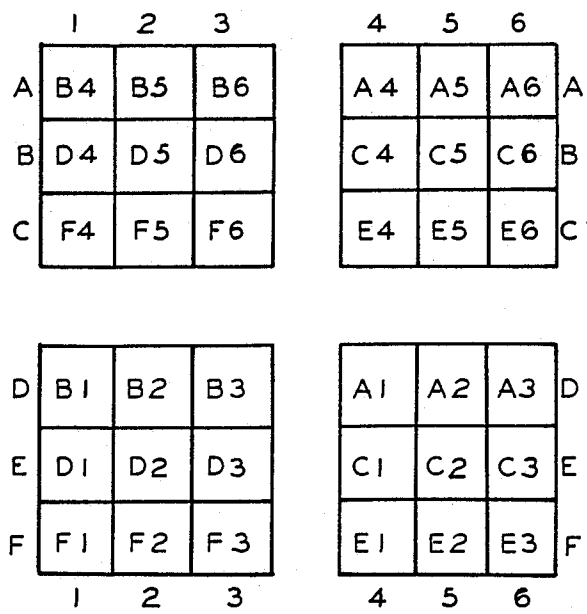 1 2 3 4 5 6
A B4 B5 B6 A4 A5 A6 A
B D4 D5 D6 C4 C5 C6 B
C F4 F5 F6 E4 E5 E6 C
D B1 B2 B3 A1 A2 A3 D
E D1 D2 D3 C1 C2 C3 E
F F1 F2 F3 E1 E2 E3 F
1 2 3 4 5 6